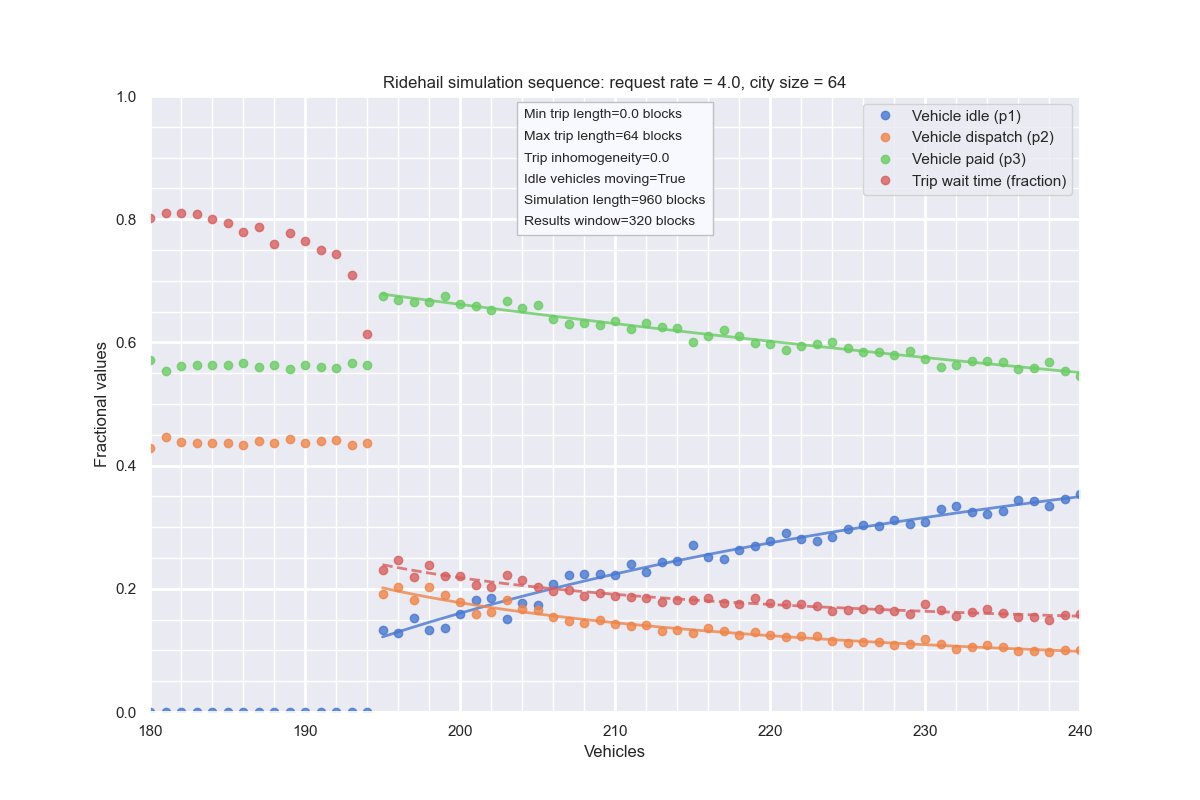 Ridehail simulation sequence: request rate = 4.0, city size = 64
Min trip length=0.0 blocks
Max trip length=64 blocks
Trip inhomogeneity=0.0
Idle vehicles moving=True
Simulation length=960 blocks
Results window=320 blocks
Vehicle idle (p1)
Vehicle dispatch (p2)
Vehicle paid (p3)
Trip wait time (fraction)
Fractional values
1.0
0.8
0.6
0.4
0.2
0.0
180 190 200 210 220 230 240
Vehicles